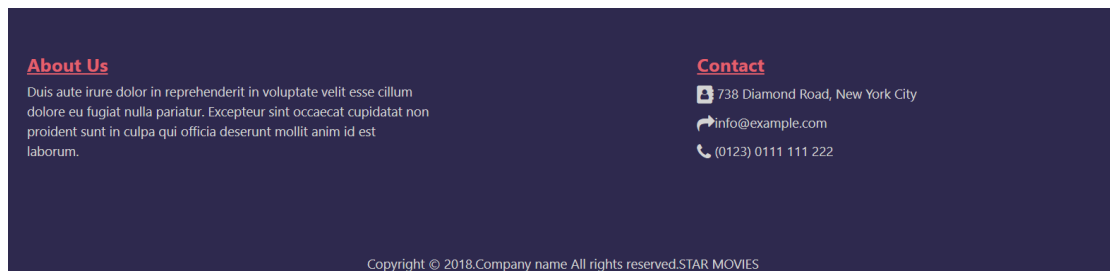 About Us
Duis aute irure dolor in reprehenderit in voluptate velit esse cillum
dolore eu fugiat nulla pariatur. Excepteur sint occaecat cupidatat non
proident sunt in culpa qui officia deserunt mollit anim id est
laborum.
Contact
738 Diamond Road, New York City
info@example.com
(0123) 0111 111 222
Copyright © 2018.Company name All rights reserved.STAR MOVIES